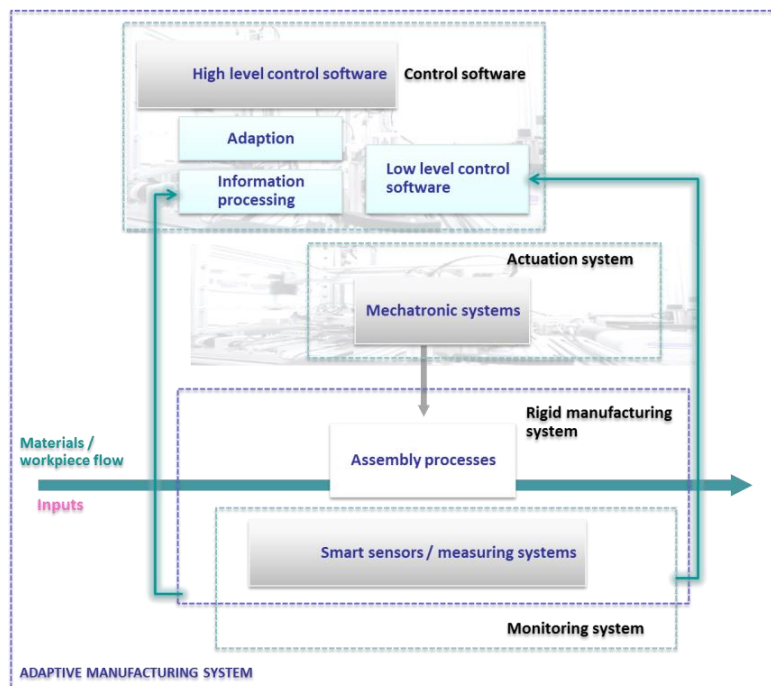 High level control software
Control software
Adaption
Information
processing
Low level control
software
Actuation system
Mechatronic systems
Rigid manufacturing
system
Materials /
workpiece flow
Assembly processes
Inputs
Smart sensors / measuring systems
Monitoring system
ADAPTIVE MANUFACTURING SYSTEM